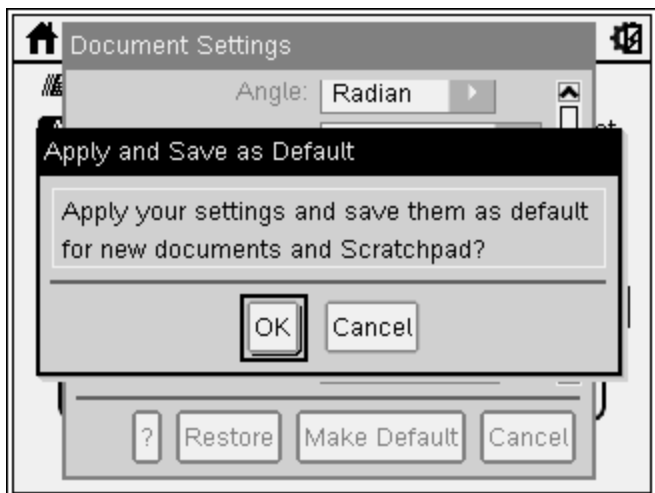 Document Settings
Angle: Radian
Apply and Save as Default
Apply your settings and save them as default
for new documents and Scratchpad?
OK Cancel
? Restore Make Default Cancel